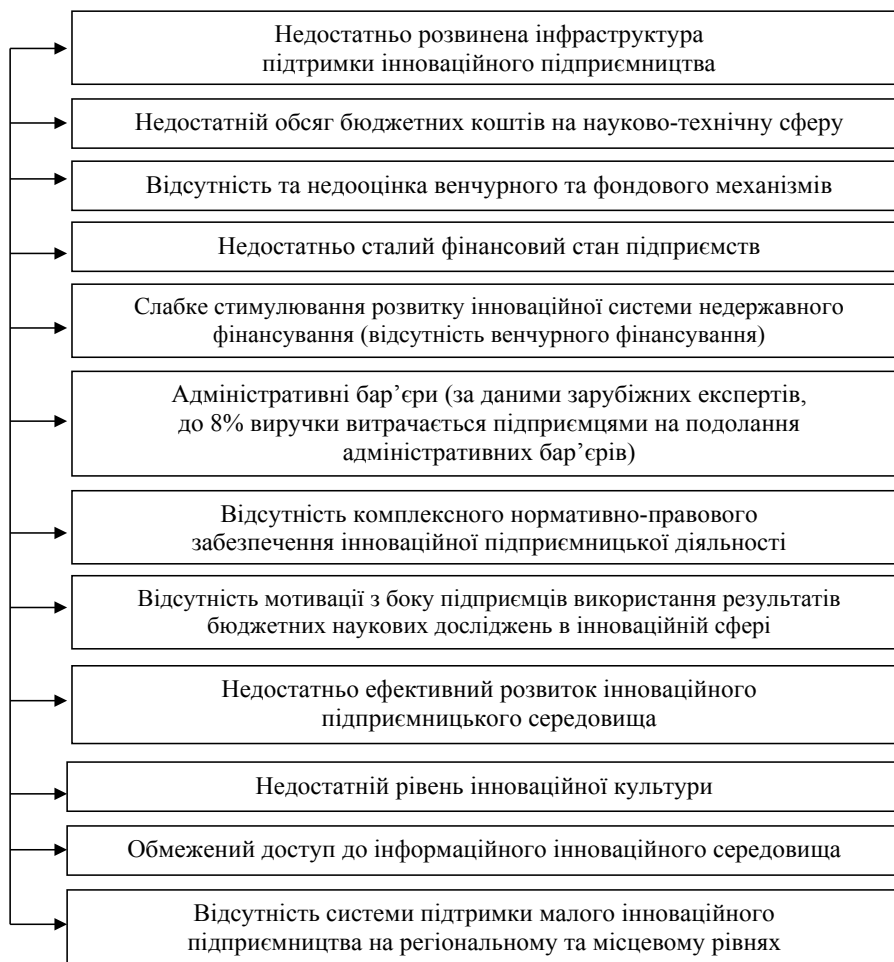 Недостатньо розвинена інфраструктура
підтримки інноваційного підприємництва
Недостатній обсяг бюджетних коштів на науково-технічну сферу
Відсутність та недооцінка венчурного та фондового механізмів
Недостатньо сталий фінансовий стан підприємств
Слабке стимулювання розвитку інноваційної системи недержавного
фінансування (відсутність венчурного фінансування)
Адміністративні бар’єри (за даними зарубіжних експертів,
до 8% виручки витрачається підприємцями на подолання
адміністративних бар’єрів)
Відсутність комплексного нормативно-правового
забезпечення інноваційної підприємницької діяльності
Відсутність мотивації з боку підприємців використання результатів
бюджетних наукових досліджень в інноваційній сфері
Недостатньо ефективний розвиток інноваційного
підприємницького середовища
Недостатній рівень інноваційної культури
Обмежений доступ до інформаційного інноваційного середовища
Відсутність системи підтримки малого інноваційного
підприємництва на регіональному та місцевому рівнях